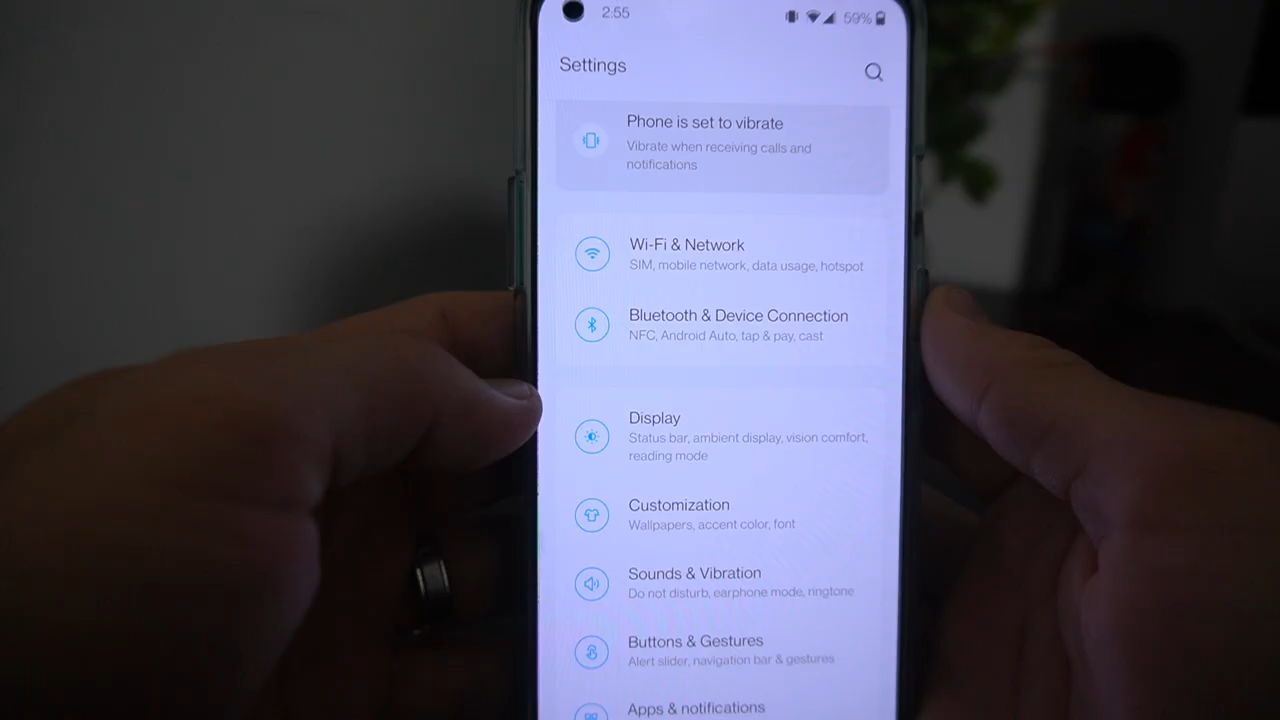 2:55
59%
Settings
Phone is set to vibrate
Vibrate when receiving calls and
notifications
Wi-Fi & Network
SIM, mobile network, data usage, hotspot
Bluetooth & Device Connection
NFC, Android Auto, tap & pay, cast
Display
Status bar, ambient display, vision comfort,
reading mode
Customization
Wallpapers, accent color, font
Sounds & Vibration
Do not disturb, earphone mode, ringtone
Buttons & Gestures
Alert slider, navigation bar & gestures
Apps & notifications